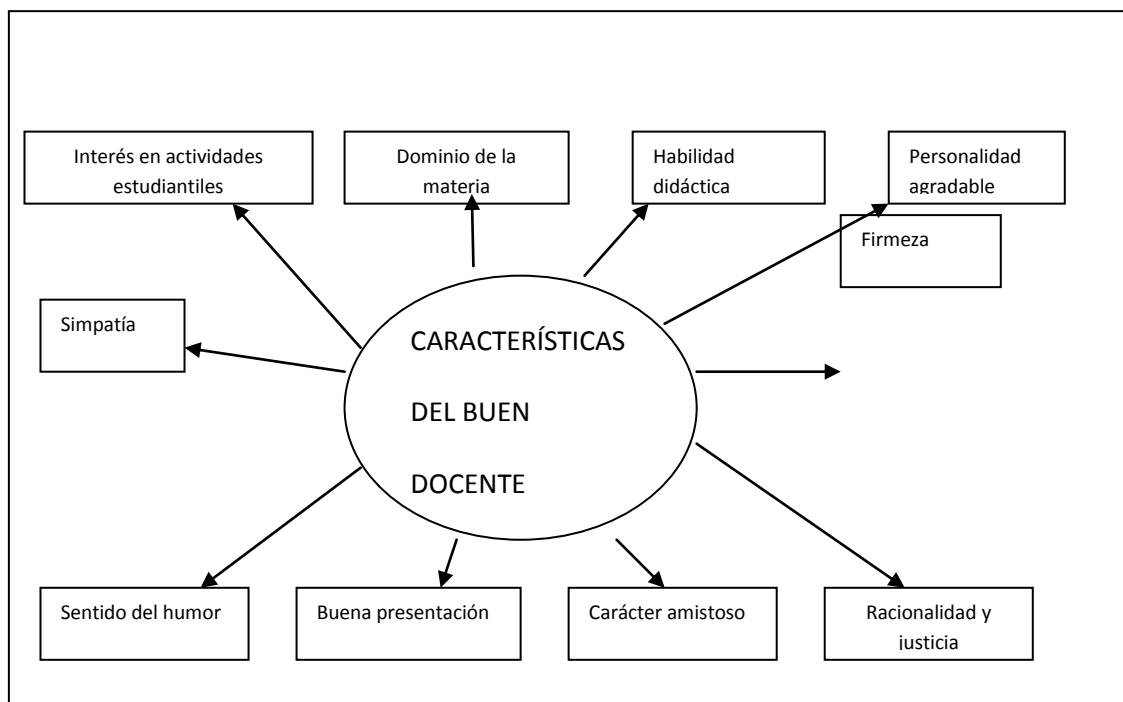 Interés en actividades
estudiantiles
Dominio de la
materia
Habilidad
didáctica
Personalidad
agradable
Firmeza
Simpatía
CARACTERÍSTICAS
DEL BUEN
DOCENTE
Sentido del humor
Buena presentación
Carácter amistoso
Racionalidad y
justicia